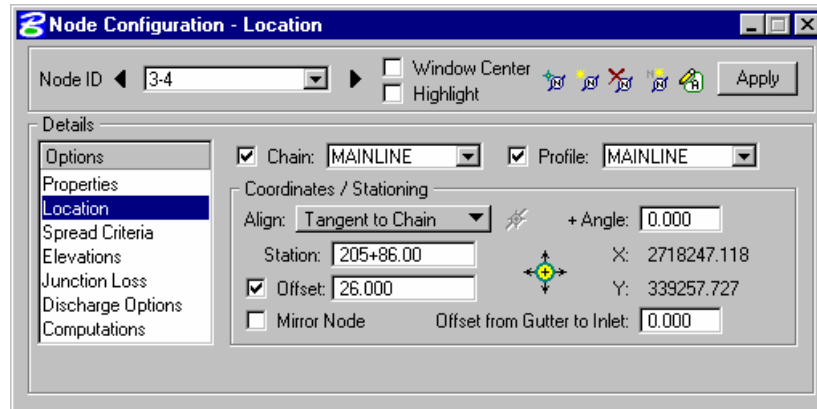 Node Configuration - Location
Node ID 3-4 Window Center Apply
Highlight
Details
Options Chain: MAINLINE Profile: MAINLINE
Properties
Location
Spread Criteria
Elevations
Junction Loss
Discharge Options
Computations
Coordinates / Stationing
Align: Tangent to Chain + Angle: 0.000
Station: 205+86.00 X: 2718247.118
Offset: 26.000 Y: 339257.727
Mirror Node Offset from Gutter to Inlet: 0.000